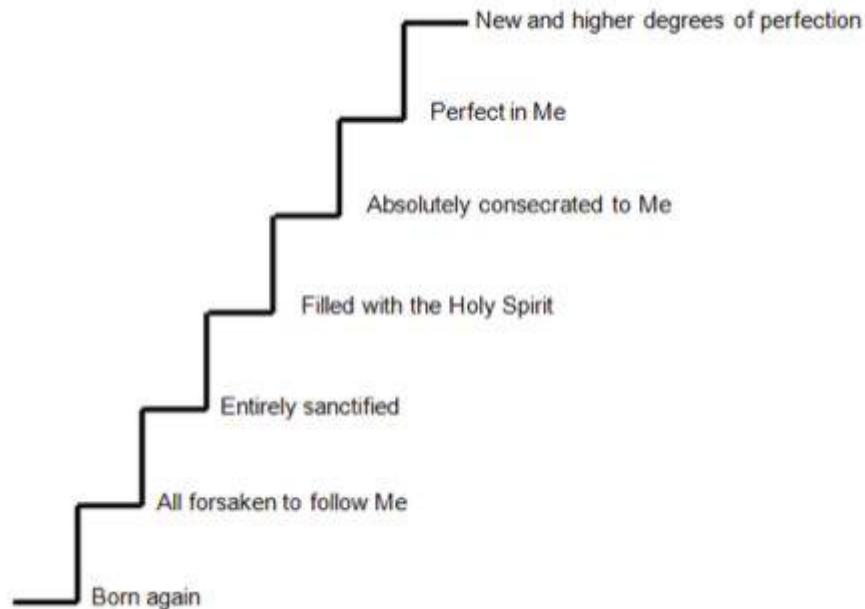 New and higher degrees of perfection
Perfect in Me
Absolutely consecrated to Me
Filled with the Holy Spirit
Entirely sanctified
All forsaken to follow Me
Born again